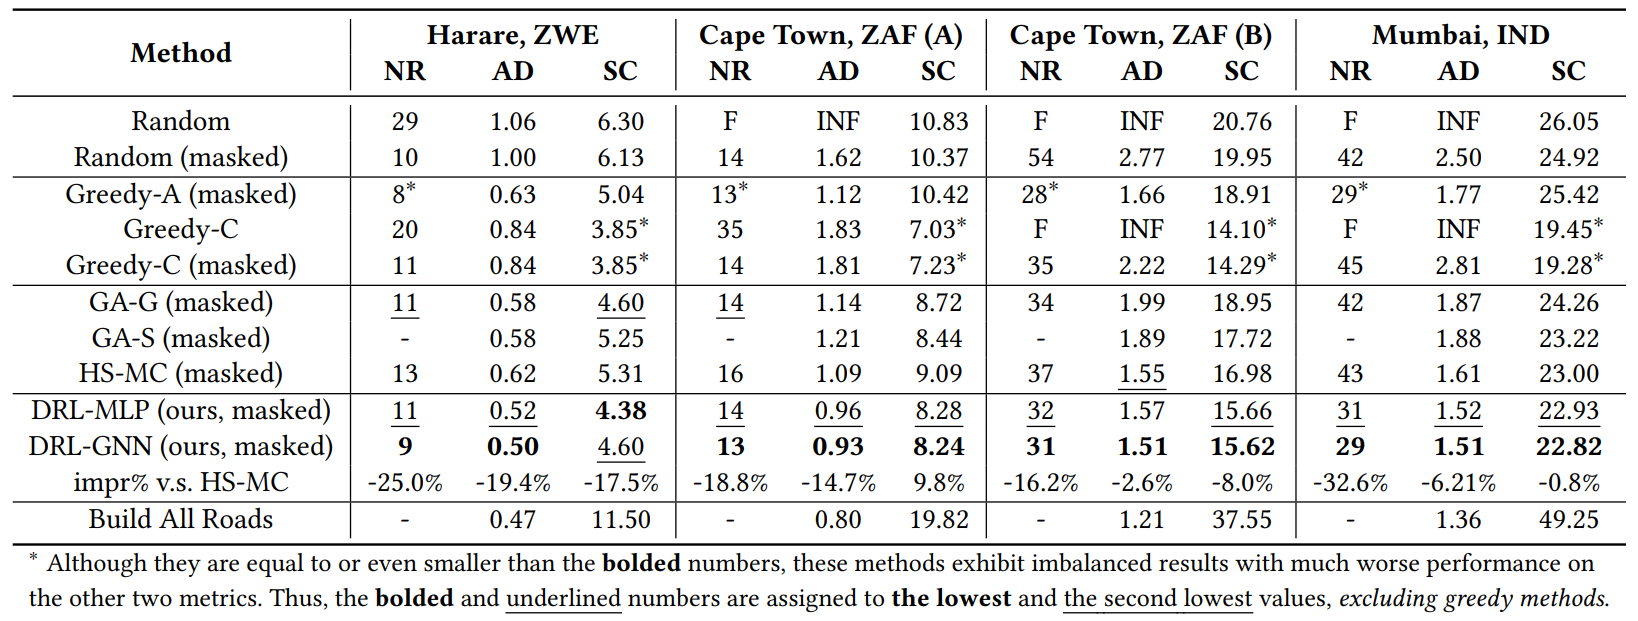 Method Harare, ZWE Cape Town, ZAF (A) Cape Town, ZAF (B) Mumbai, IND
NR AD SC NR AD SC NR AD SC NR AD SC
Random 29 1.06 6.30 F INF 10.83 F INF 20.76 F INF 26.05
Random (masked) 10 1.00 6.13 14 1.62 10.37 54 2.77 19.95 42 2.50 24.92
Greedy-A (masked) 8* 0.63 5.04 13* 1.12 10.42 28* 1.66 18.91 29* 1.77 25.42
Greedy-C 20 0.84 3.85* 35 1.83 7.03* F INF 14.10* F INF 19.45*
Greedy-C (masked) 11 0.84 3.85* 14 1.81 7.23* 35 2.22 14.29* 45 2.81 19.28*
GA-G (masked) 11 0.58 4.60 14 1.14 8.72 34 1.99 18.95 42 1.87 24.26
GA-S (masked) - 0.58 5.25 - 1.21 8.44 - 1.89 17.72 - 1.88 23.22
HS-MC (masked) 13 0.62 5.31 16 1.09 9.09 37 1.55 16.98 43 1.61 23.00
DRL-MLP (ours, masked) 11 0.52 4.38 14 0.96 8.28 32 1.57 15.66 31 1.52 22.93
DRL-GNN (ours, masked) 9 0.50 4.60 13 0.93 8.24 31 1.51 15.62 29 1.51 22.82
impr% v.s. HS-MC -25.0% -19.4% -17.5% -18.8% -14.7% 9.8% -16.2% -2.6% -8.0% -32.6% -6.21% -0.8%
Build All Roads - 0.47 11.50 - 0.80 19.82 - 1.21 37.55 - 1.36 49.25
* Although they are equal to or even smaller than the bolded numbers, these methods exhibit imbalanced results with much worse performance on
the other two metrics. Thus, the bolded and underlined numbers are assigned to the lowest and the second lowest values, excluding greedy methods.